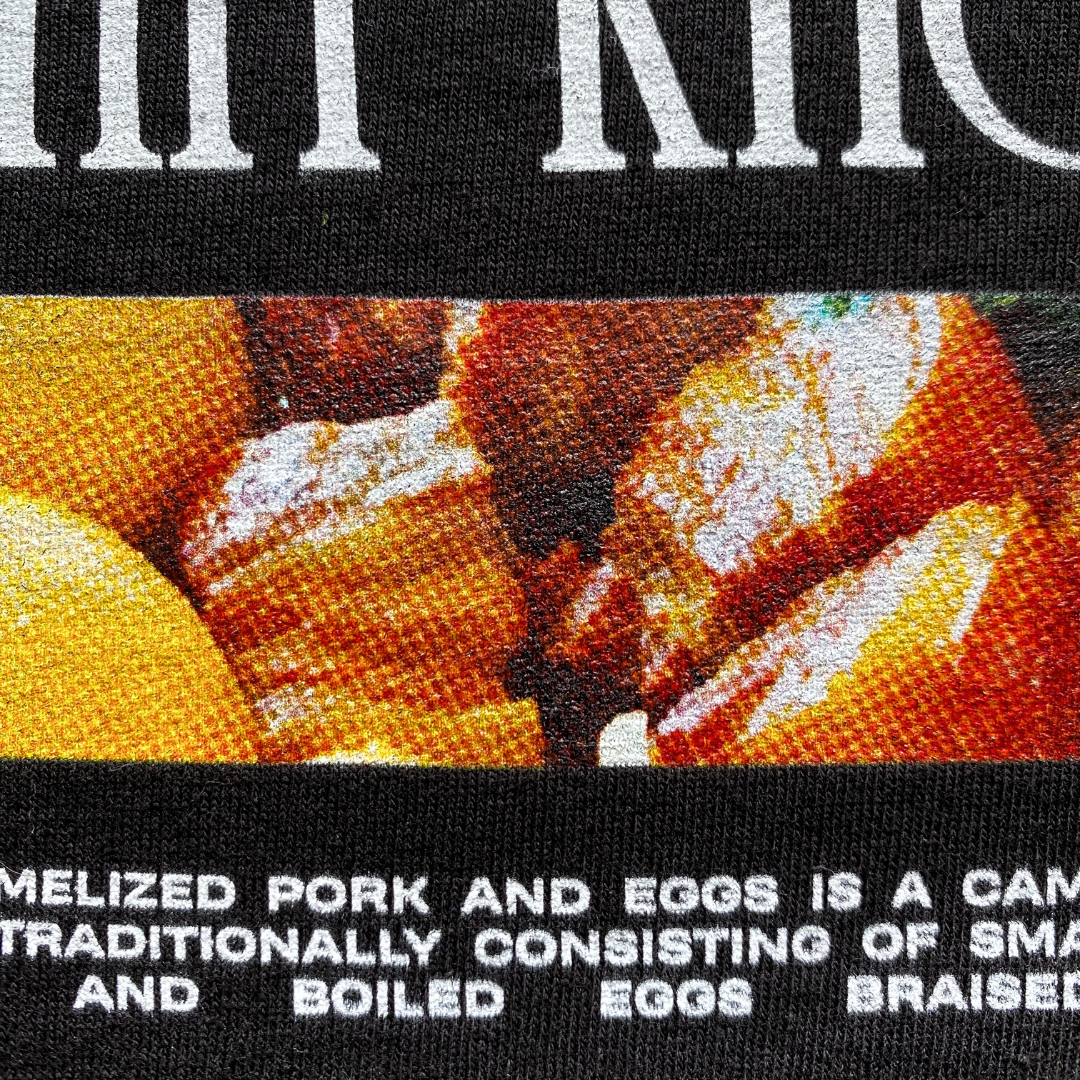 MELIZED PORK AND EGGS IS A CAM
TRADITIONALLY CONSISTING OF SMA
AND BOILED EGGS BRAISED